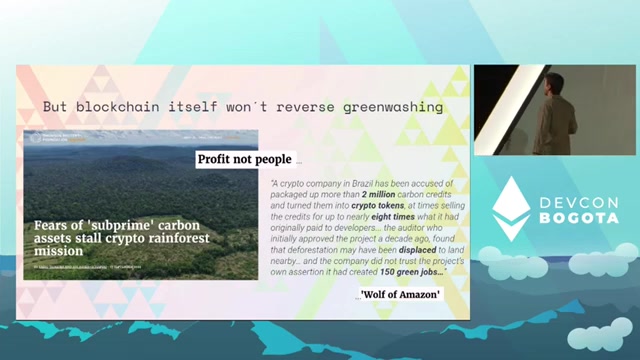 But blockchain itself won´t reverse greenwashing
Profit not people ...
Fears of 'subprime' carbon
assets stall crypto rainforest
mission
"A crypto company in Brazil has been accused of
packaged up more than 2 million carbon credits
and turned them into crypto tokens, at times selling
the credits for up to nearly eight times what it had
originally paid to developers... the auditor who
initially approved the project a decade ago, found
that deforestation may have been displaced to land
nearby... and the company did not trust the project's
own assertion it had created 150 green jobs..."
...'Wolf of Amazon'
DEVCON
BOGOTA